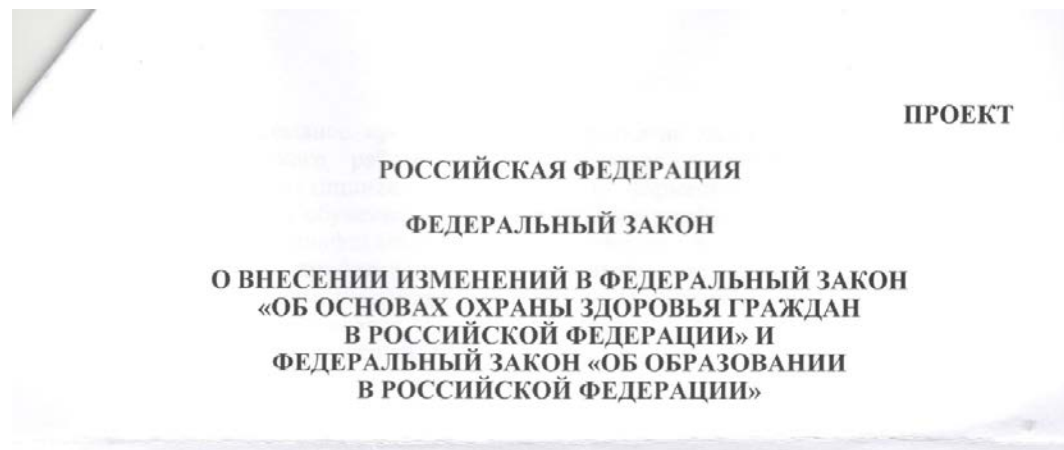 ПРОЕКТ
РОССИЙСКАЯ ФЕДЕРАЦИЯ
ФЕДЕРАЛЬНЫЙ ЗАКОН
О ВНЕСЕНИИ ИЗМЕНЕНИЙ В ФЕДЕРАЛЬНЫЙ ЗАКОН
«ОБ ОСНОВАХ ОХРАНЫ ЗДОРОВЬЯ ГРАЖДАН
В РОССИЙСКОЙ ФЕДЕРАЦИИ» И
ФЕДЕРАЛЬНЫЙ ЗАКОН «ОБ ОБРАЗОВАНИИ
В РОССИЙСКОЙ ФЕДЕРАЦИИ»